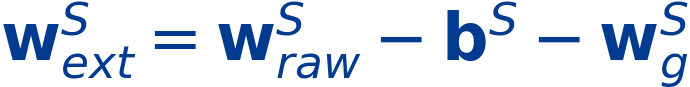 w^S_ext = w^S_raw − b^S − w^S_g